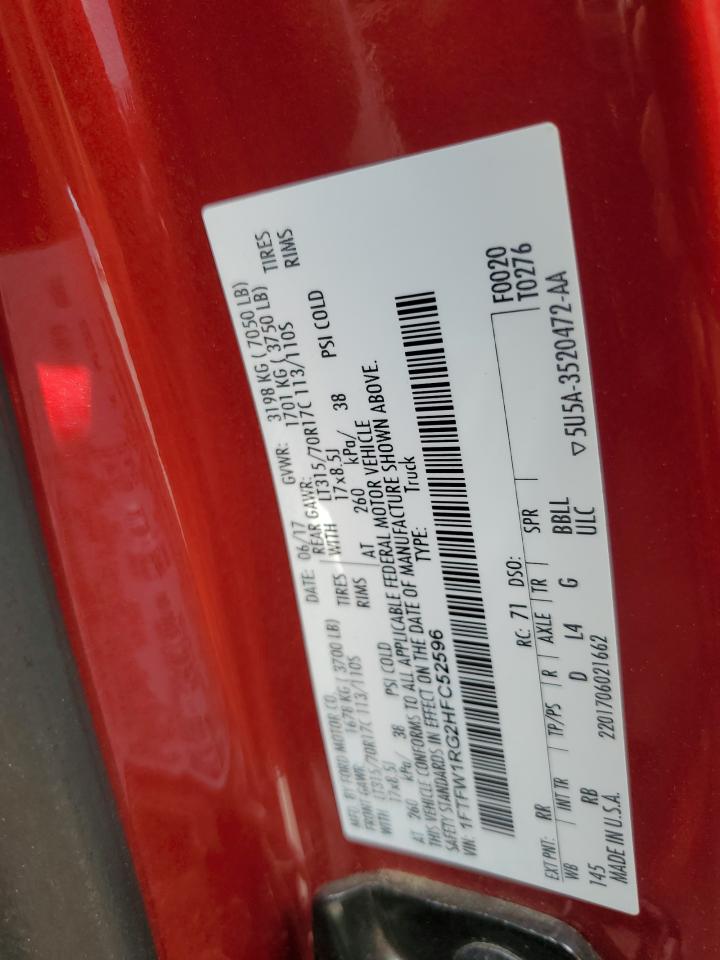 MFD. BY FORD MOTOR CO.
DATE: 06/17 GVWR: 3198 KG ( 7050 LB)
FRONT GAWR: 1678 KG ( 3700 LB) REAR GAWR: 1701 KG ( 3750 LB)
WITH LT315/70R17C 113/110S TIRES WITH LT315/70R17C 113/110S TIRES
17x8.5J RIMS 17x8.5J RIMS
AT 260 kPa/ 38 PSI COLD AT 260 kPa/ 38 PSI COLD
THIS VEHICLE CONFORMS TO ALL APPLICABLE FEDERAL MOTOR VEHICLE
SAFETY STANDARDS IN EFFECT ON THE DATE OF MANUFACTURE SHOWN ABOVE.
VIN: 1FTFW1RG2HFC52596 TYPE: Truck
F0020
T0276
EXT PNT: RR RC: 71 DSO:
WB INT TR TP/PS R AXLE TR SPR
145 RB D L4 G BBLL
MADE IN U.S.A. 2201706021662 ULC ▽5U5A-3520472-AA